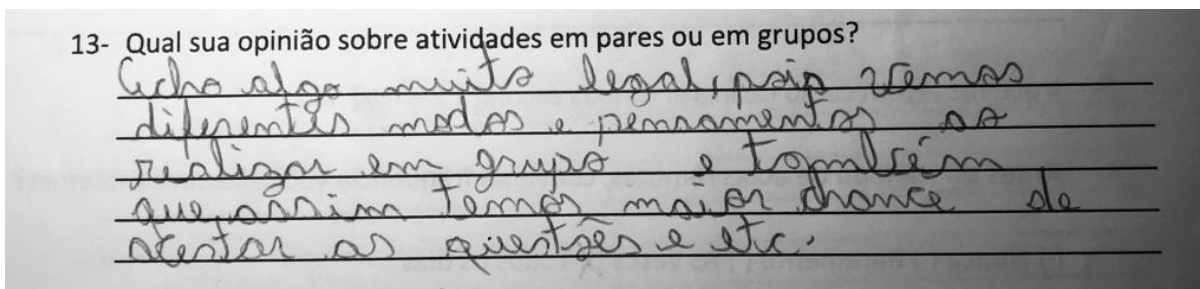 13- Qual sua opinião sobre atividades em pares ou em grupos?
Acho algo muito legal, pois vemos
diferentes modos e pensamentos ao
realizar em grupo e também
que assim temos maior chance de
acertar as questões e etc.